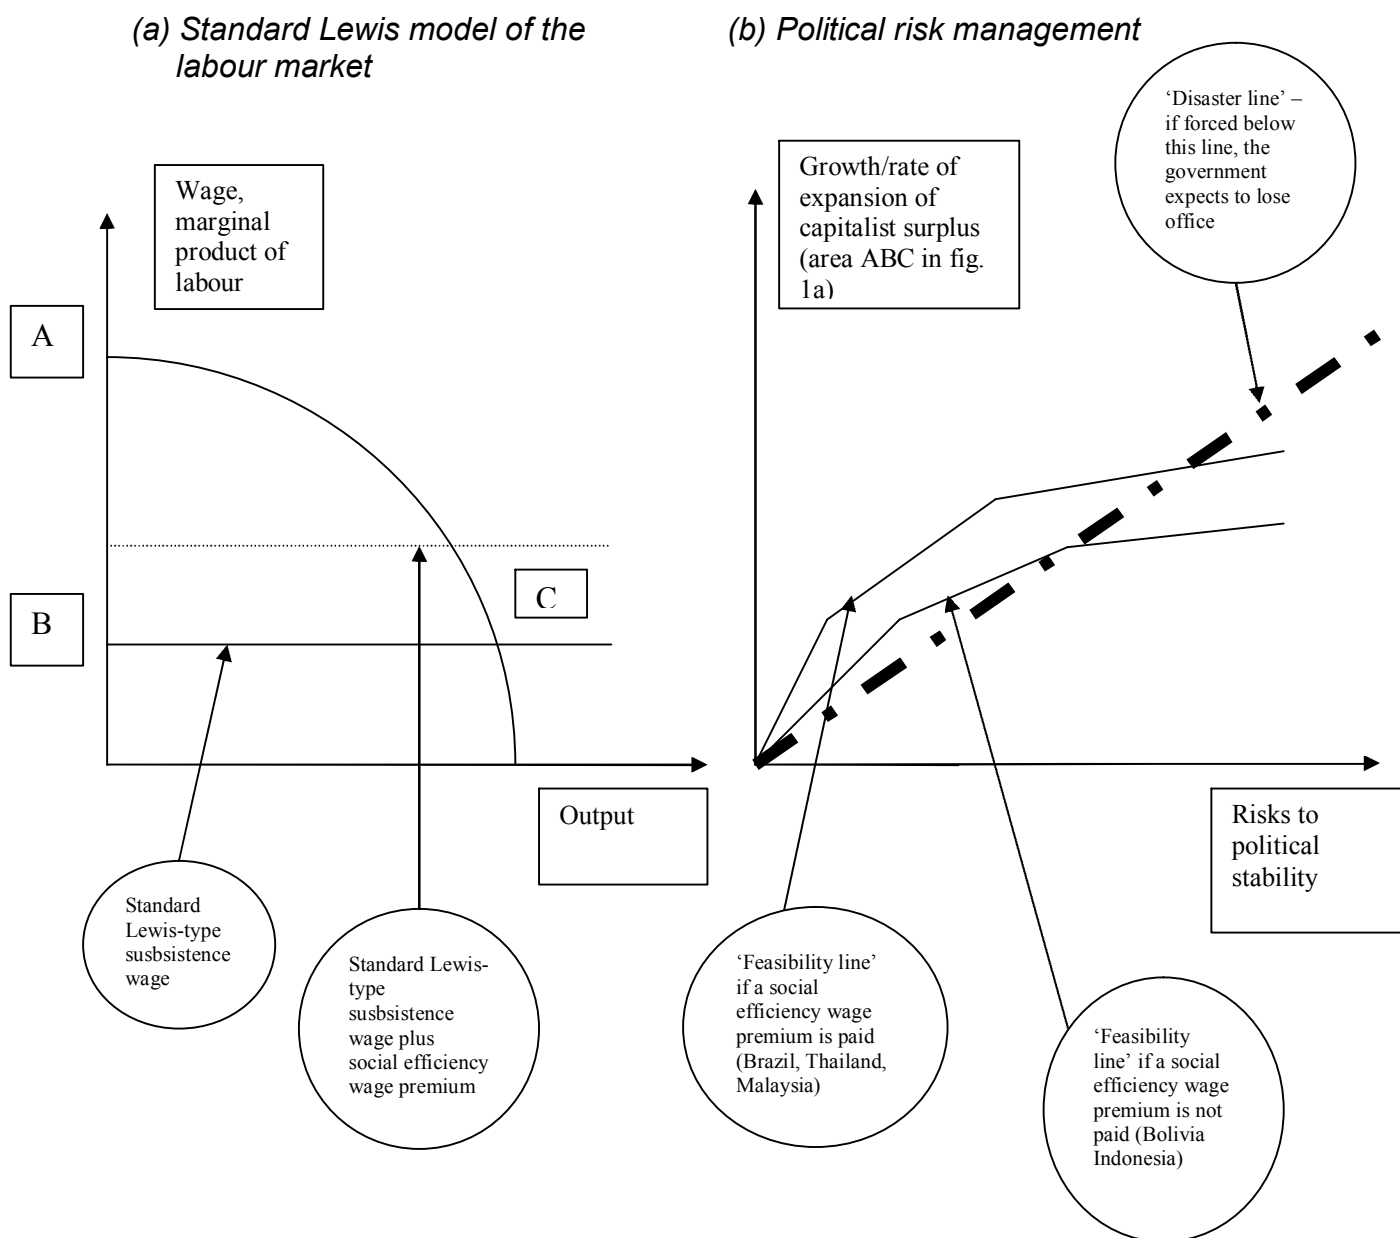 (a) Standard Lewis model of the
labour market
(b) Political risk management
Wage,
marginal
product of
labour
A
B
C
Output
Standard
Lewis-type
susbsistence
wage
Standard Lewis-
type
susbsistence
wage plus
social efficiency
wage premium
Growth/rate of
expansion of
capitalist surplus
(area ABC in fig.
1a)
‘Disaster line’ –
if forced below
this line, the
government
expects to lose
office
Risks to
political
stability
‘Feasibility line’
if a social
efficiency wage
premium is paid
(Brazil, Thailand,
Malaysia)
‘Feasibility
line’ if a social
efficiency wage
premium is not
paid (Bolivia
Indonesia)